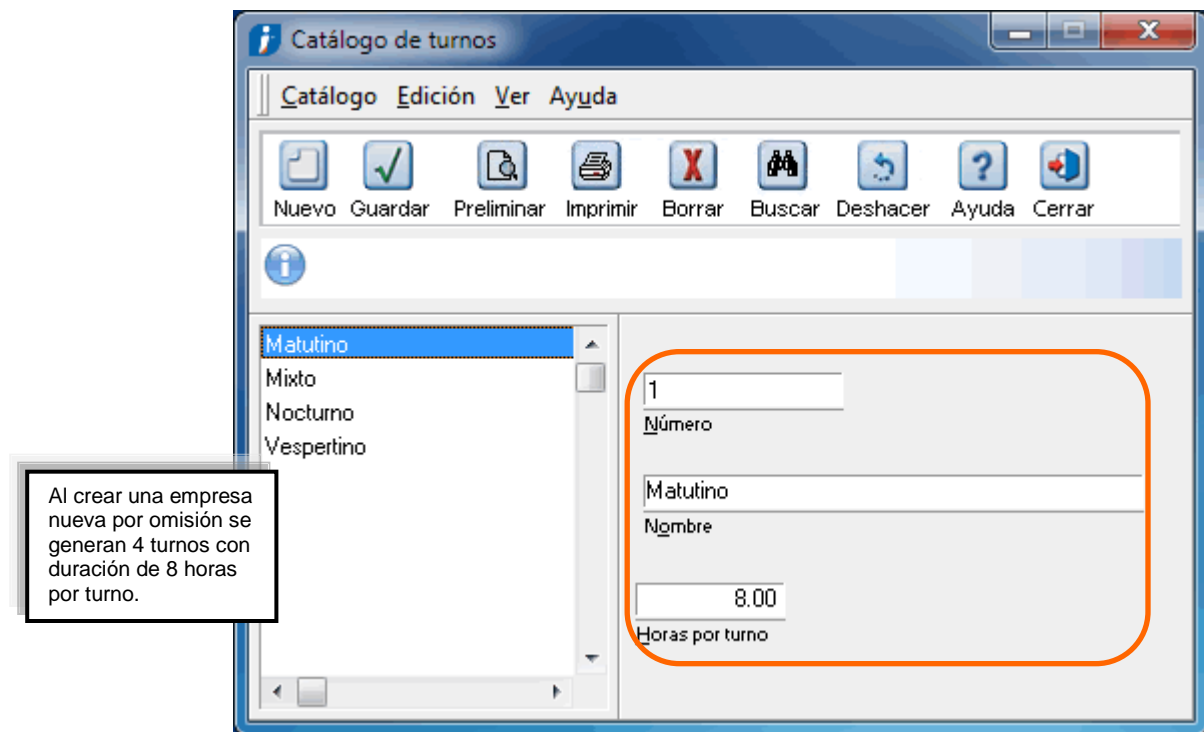 Catálogo de turnos
Catálogo Edición Ver Ayuda
Nuevo Guardar Preliminar Imprimir Borrar Buscar Deshacer Ayuda Cerrar
Matutino
Mixto
Nocturno
Vespertino
1
Número
Matutino
Nombre
8.00
Horas por turno
Al crear una empresa
nueva por omisión se
generan 4 turnos con
duración de 8 horas
por turno.